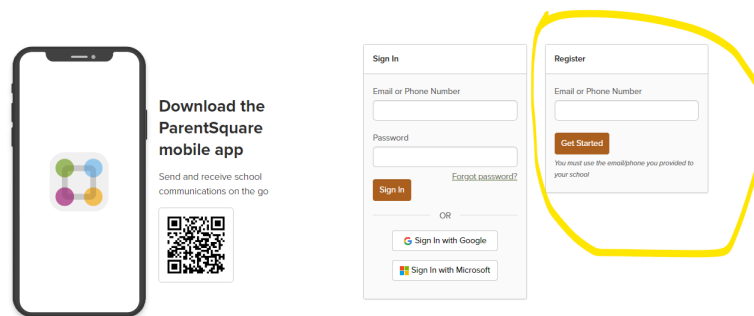 Download the
ParentSquare
mobile app
Send and receive school
communications on the go
Sign In
Email or Phone Number
Password
Forgot password?
Sign In
OR
Sign In with Google
Sign In with Microsoft
Register
Email or Phone Number
Get Started
You must use the email/phone you provided to
your school